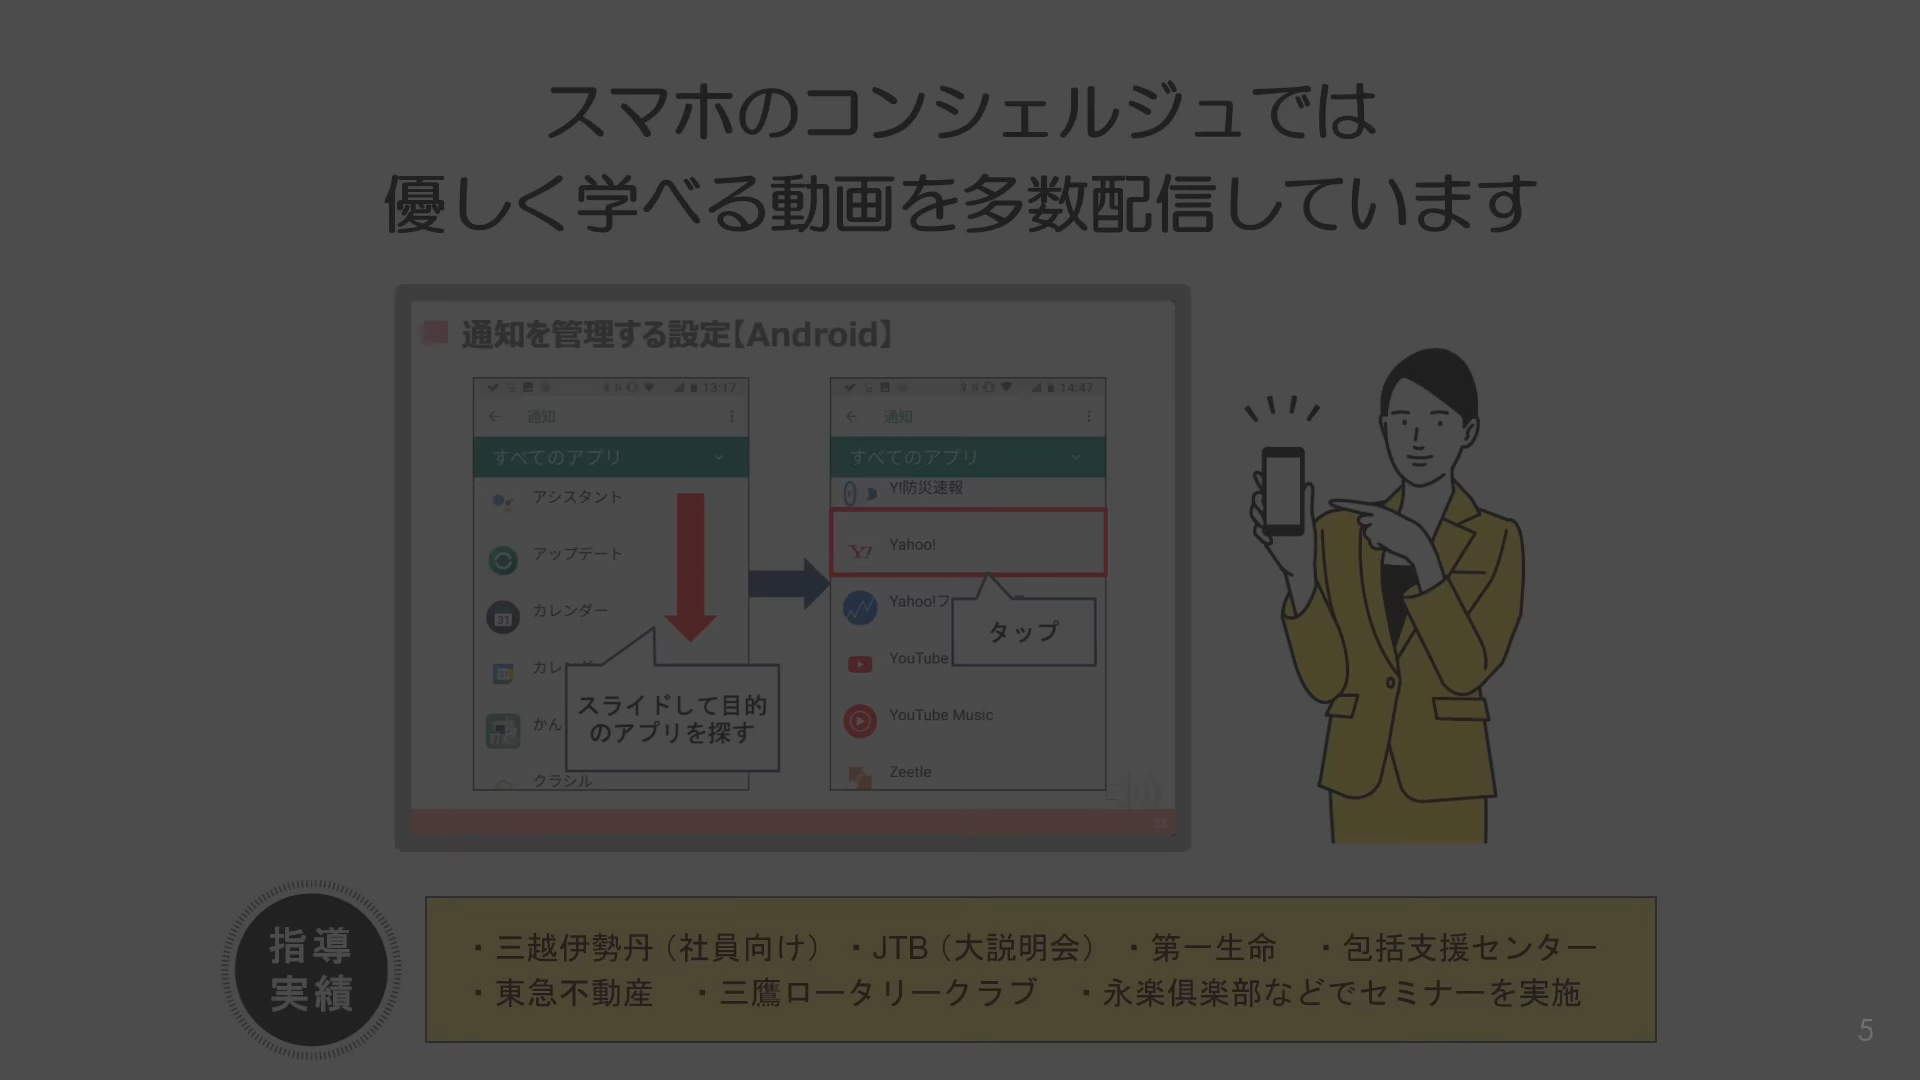 スマホのコンシェルジュでは
優しく学べる動画を多数配信しています
通知を管理する設定【Android】
13:17
通知
すべてのアプリ
アシスタント
アップデート
カレンダー
31
かん
クラシル
スライドして目的
のアプリを探す
14:47
通知
すべてのアプリ
Y!防災速報
Y!
Yahoo!
Yahoo!フ
タップ
YouTube
YouTube Music
Zeetle
指導
実績
・三越伊勢丹（社員向け） ・JTB（大説明会） ・第一生命 ・包括支援センター
・東急不動産 ・三鷹ロータリークラブ ・永楽倶楽部などでセミナーを実施
5